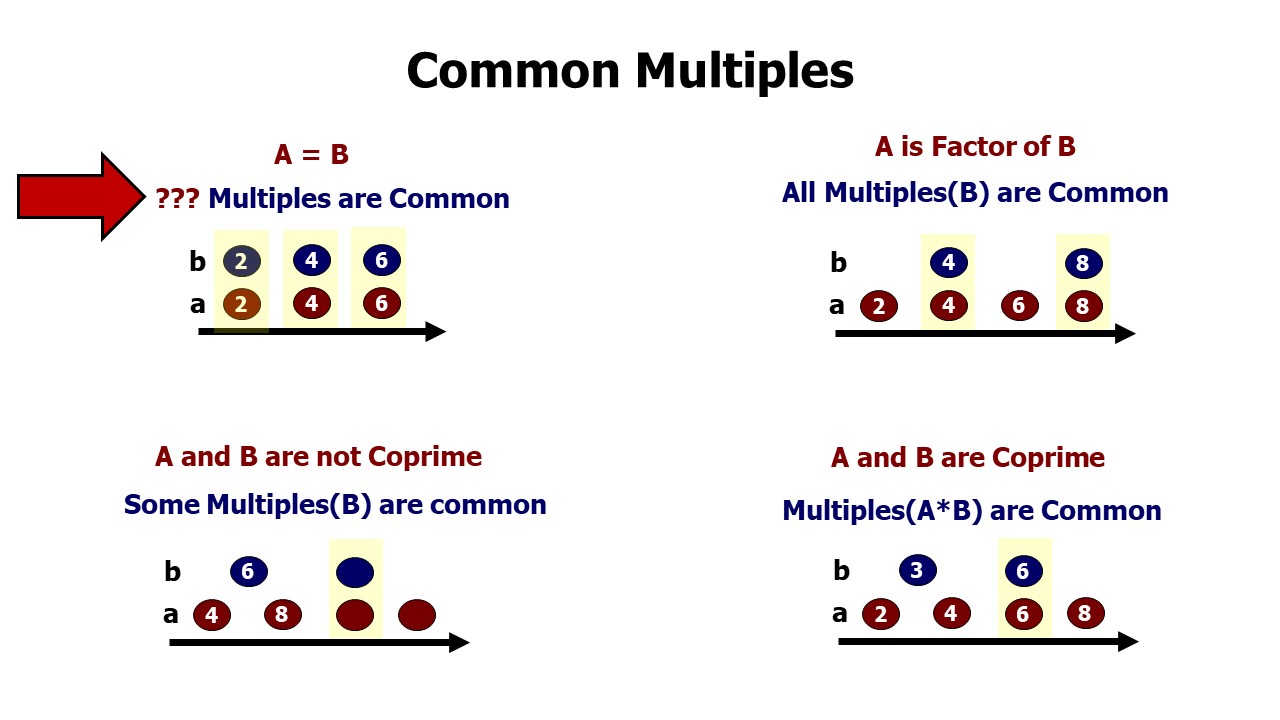 Common Multiples
A = B
??? Multiples are Common
b 2 4 6
a 2 4 6
A is Factor of B
All Multiples(B) are Common
b 4 8
a 2 4 6 8
A and B are not Coprime
Some Multiples(B) are common
b 6
a 4 8
A and B are Coprime
Multiples(A*B) are Common
b 3 6
a 2 4 6 8